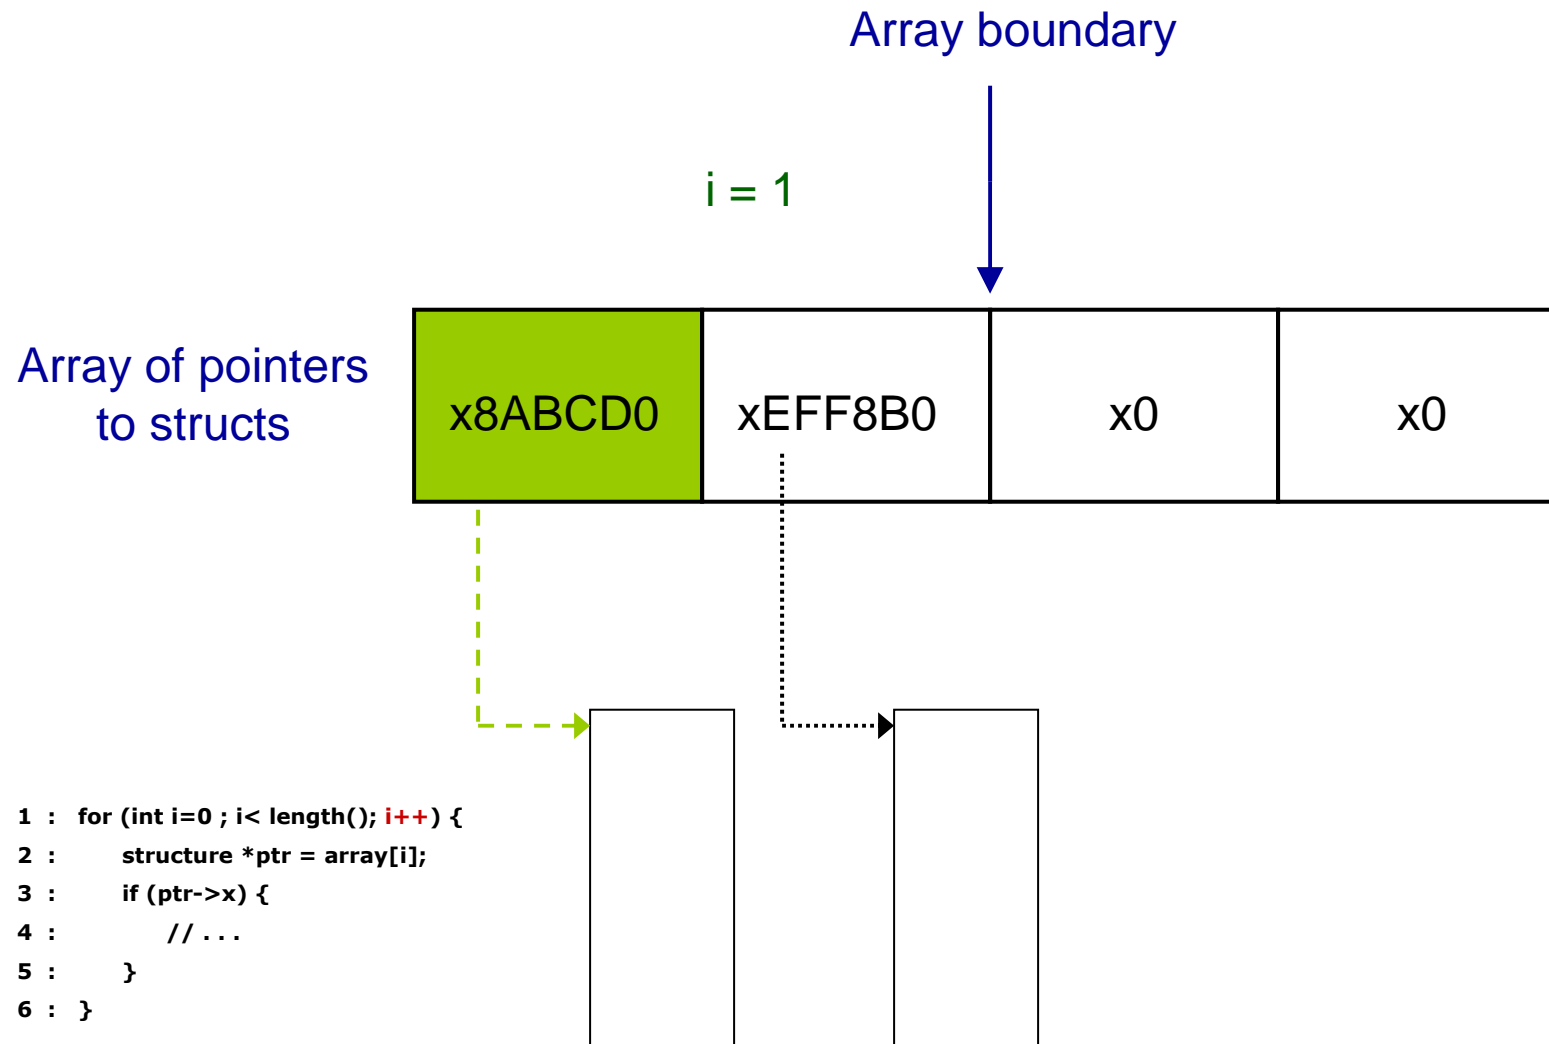 Array boundary
i = 1
Array of pointers
to structs
x8ABCD0 xEFF8B0 x0 x0
1 : for (int i=0 ; i< length(); i++) {
2 : structure *ptr = array[i];
3 : if (ptr->x) {
4 : // . . .
5 : }
6 : }